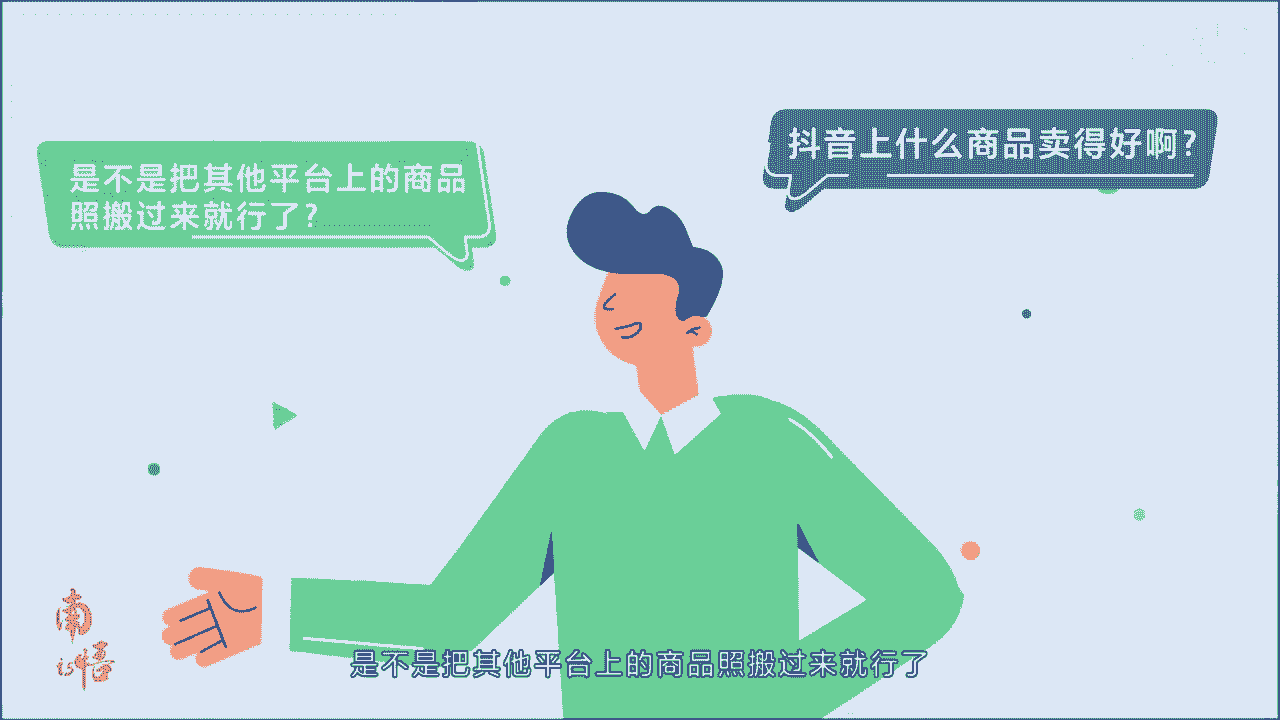 抖音上什么商品卖得好啊?
是不是把其他平台上的商品
照搬过来就行了?
南
悟
是不是把其他平台上的商品照搬过来就行了